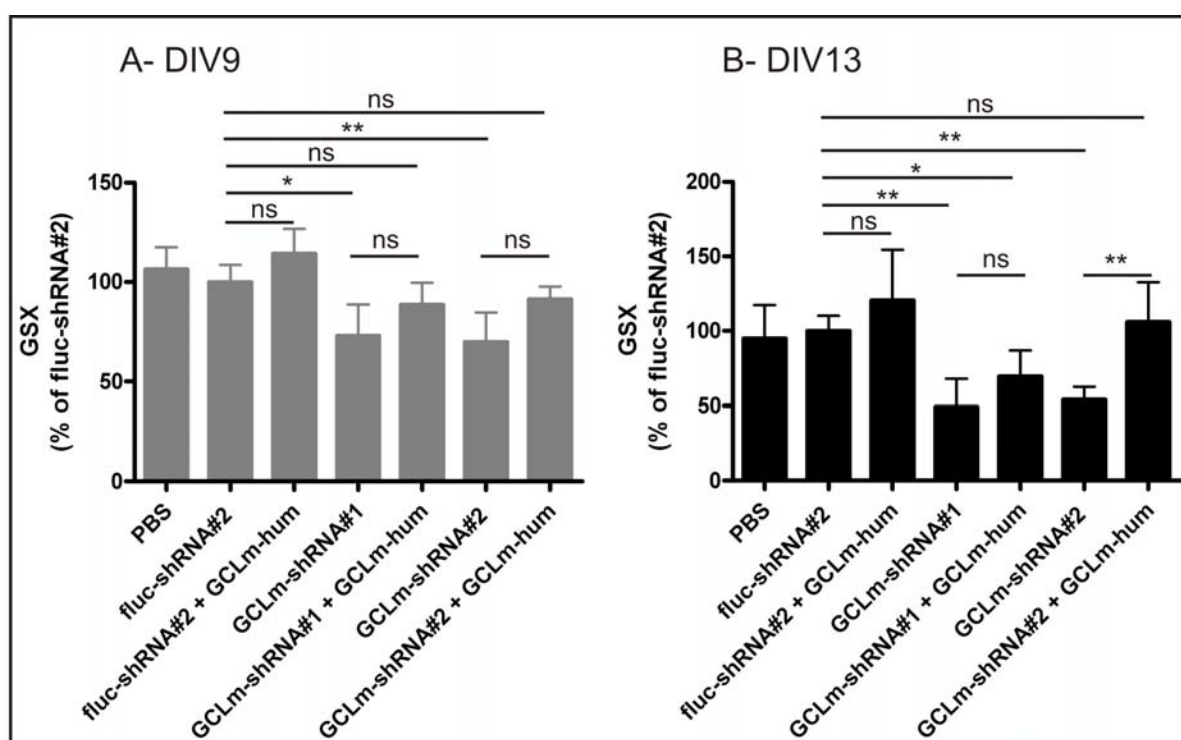 A- DIV9
ns
**
ns
*
ns
ns
ns
150
100
50
0
GSX
(% of fluc-shRNA#2)
PBS
fluc-shRNA#2
fluc-shRNA#2 + GCLm-hum
GCLm-shRNA#1
GCLm-shRNA#1 + GCLm-hum
GCLm-shRNA#2
GCLm-shRNA#2 + GCLm-hum
B- DIV13
ns
**
*
**
ns
ns
**
200
150
100
50
0
GSX
(% of fluc-shRNA#2)
PBS
fluc-shRNA#2
fluc-shRNA#2 + GCLm-hum
GCLm-shRNA#1
GCLm-shRNA#1 + GCLm-hum
GCLm-shRNA#2
GCLm-shRNA#2 + GCLm-hum